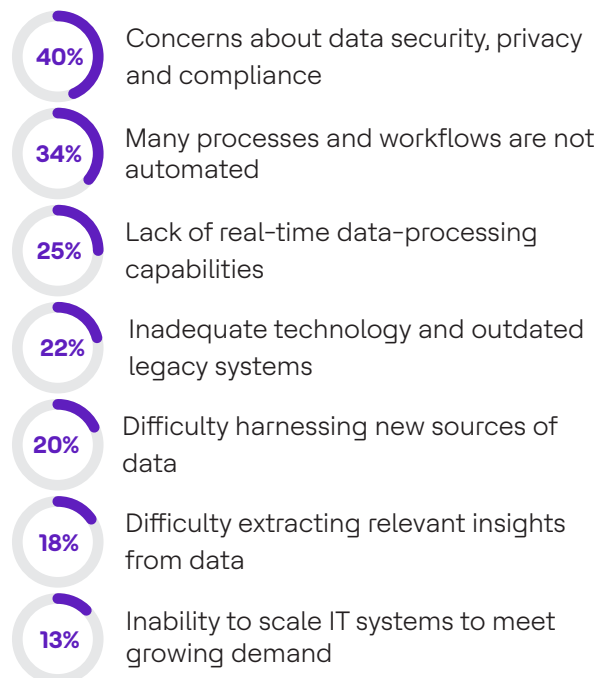 40%
Concerns about data security, privacy
and compliance
34%
Many processes and workflows are not
automated
25%
Lack of real-time data-processing
capabilities
22%
Inadequate technology and outdated
legacy systems
20%
Difficulty harnessing new sources of
data
18%
Difficulty extracting relevant insights
from data
13%
Inability to scale IT systems to meet
growing demand